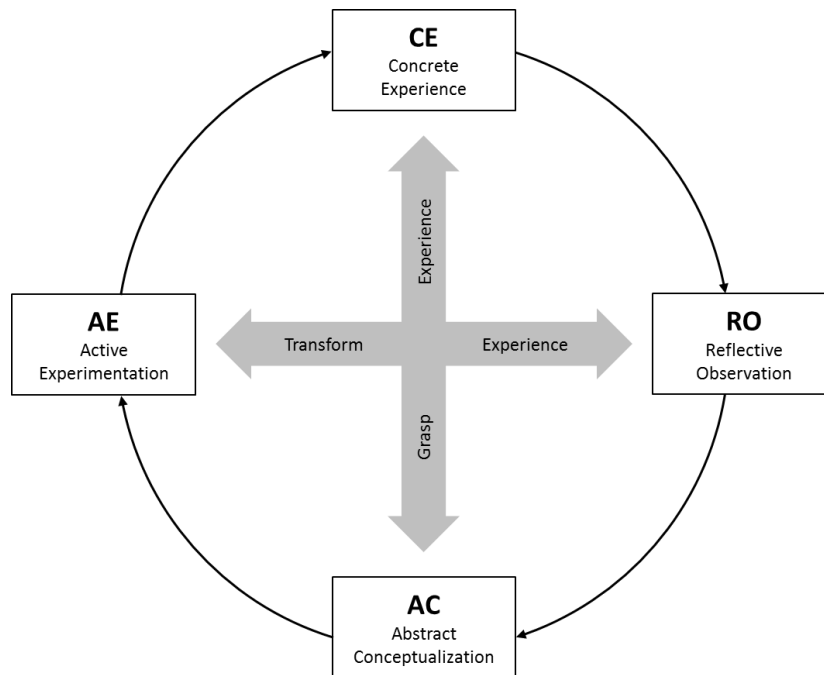 CE
Concrete
Experience
Experience
AE
Active
Experimentation
Transform
Experience
RO
Reflective
Observation
Grasp
AC
Abstract
Conceptualization